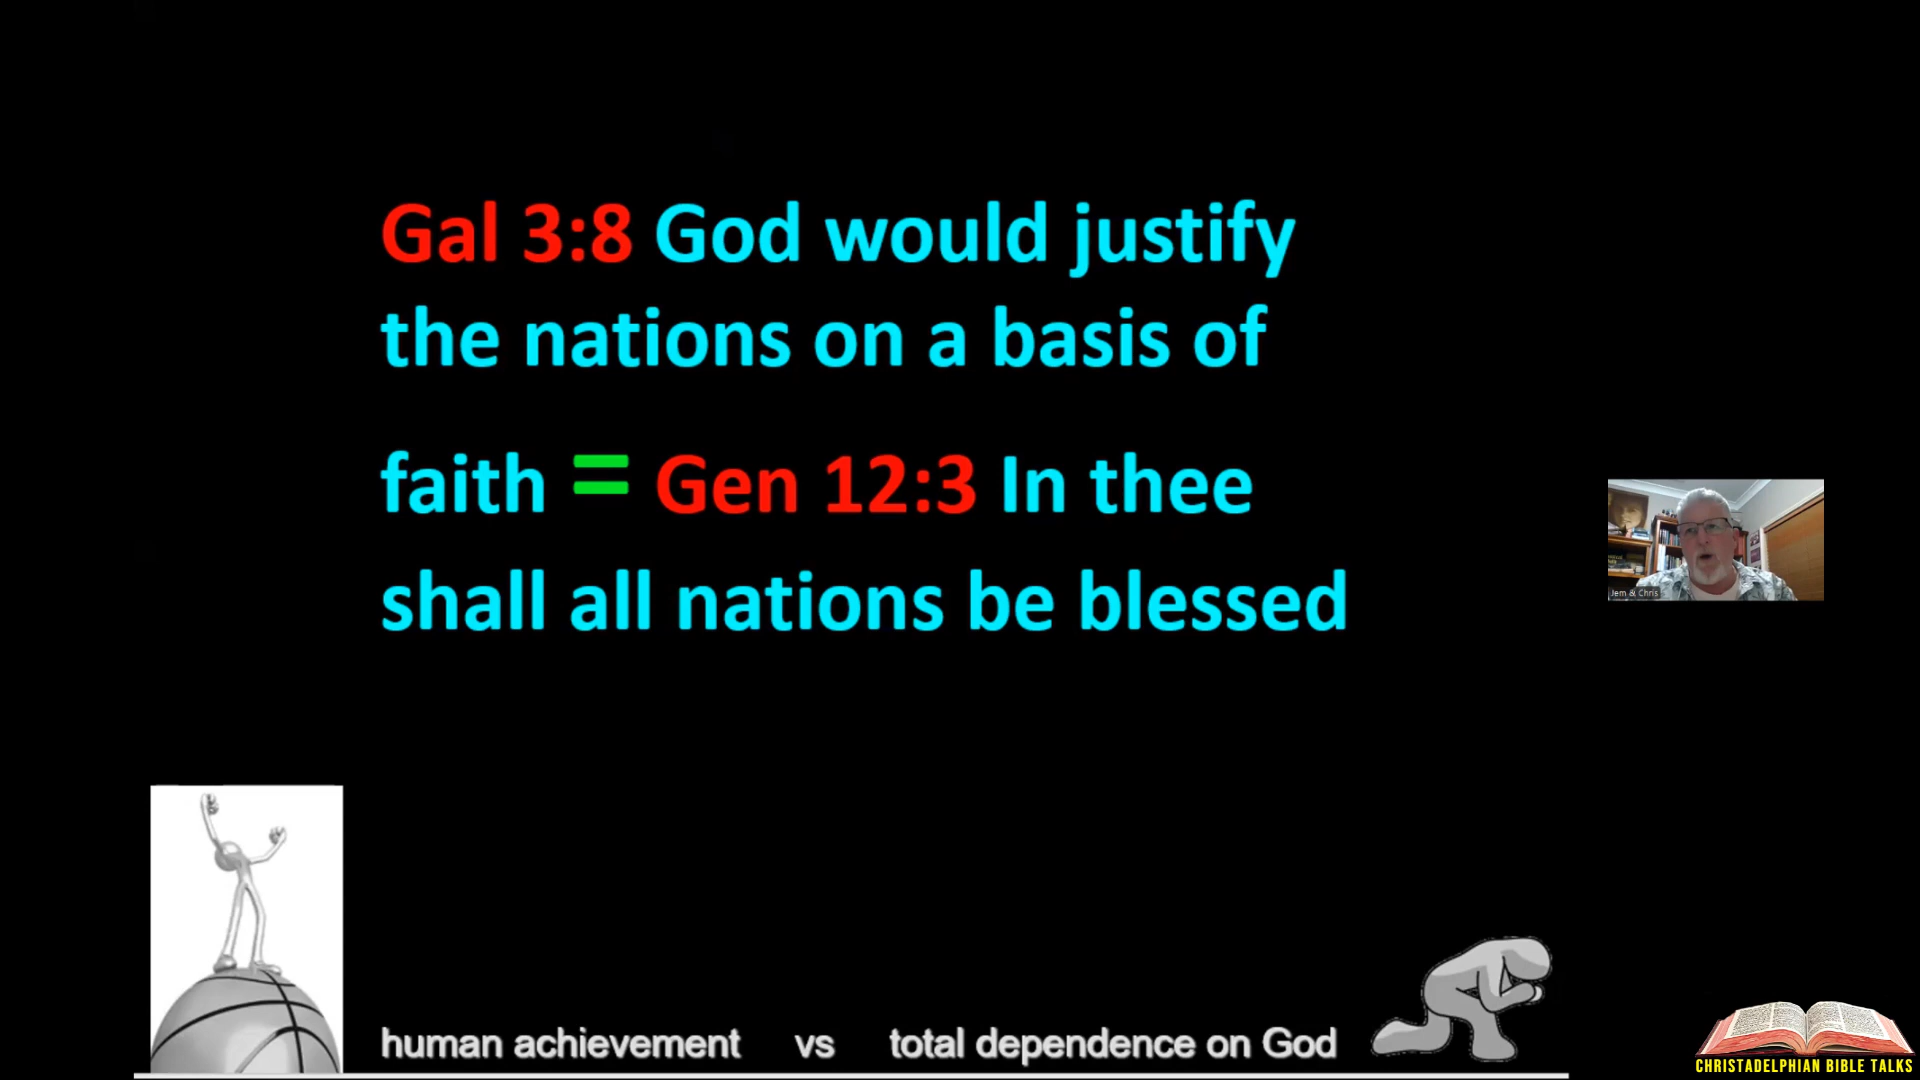 Gal 3:8 God would justify
the nations on a basis of
faith = Gen 12:3 In thee
shall all nations be blessed
Jem & Chris
human achievement vs total dependence on God
CHRISTADELPHIAN BIBLE TALKS